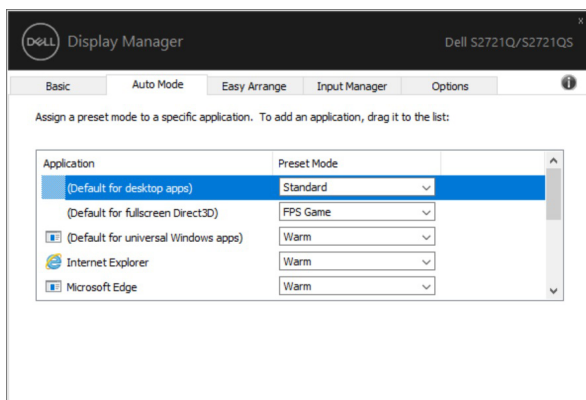 x
DELL Display Manager Dell S2721Q/S2721QS
Basic Auto Mode Easy Arrange Input Manager Options i
Assign a preset mode to a specific application. To add an application, drag it to the list:
Application Preset Mode
(Default for desktop apps) Standard
(Default for fullscreen Direct3D) FPS Game
(Default for universal Windows apps) Warm
Internet Explorer Warm
Microsoft Edge Warm